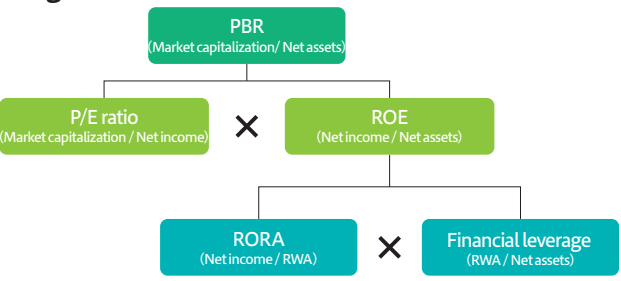 PBR
(Market capitalization/ Net assets)
P/E ratio
(Market capitalization / Net income)
×
ROE
(Net income / Net assets)
RORA
(Net income / RWA)
×
Financial leverage
(RWA / Net assets)